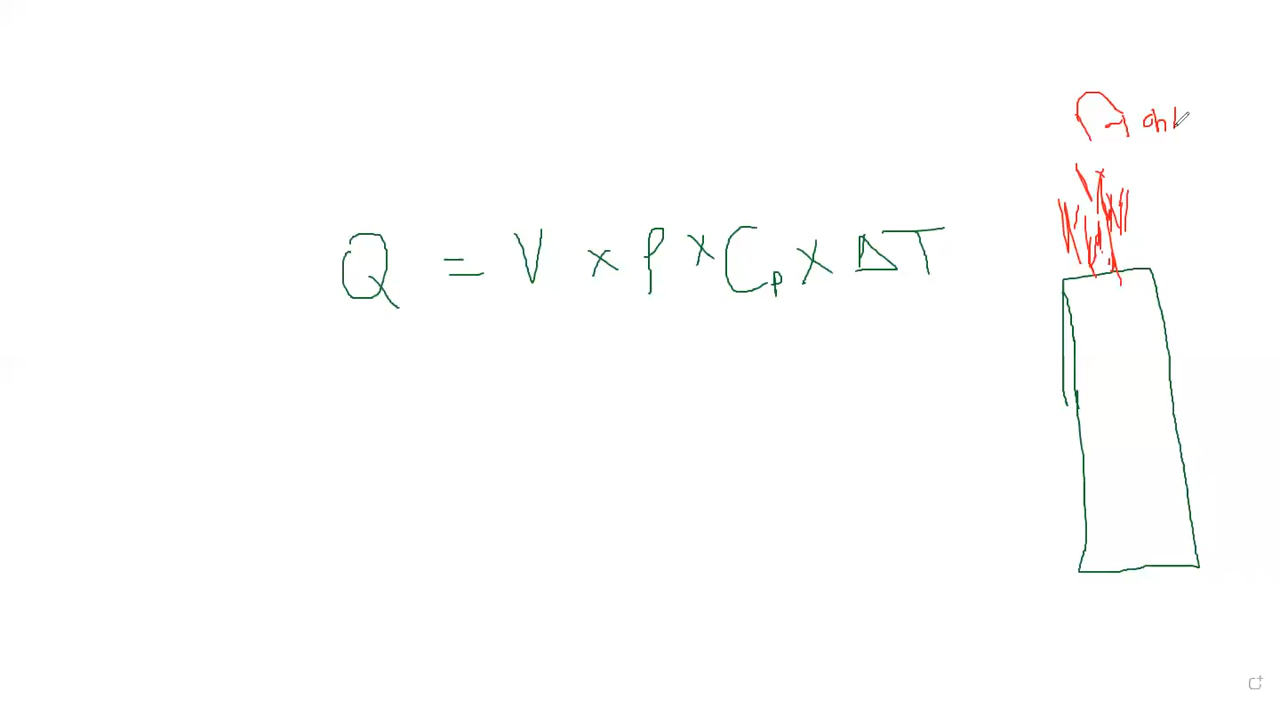 Q = V × ρ × Cp × ΔT